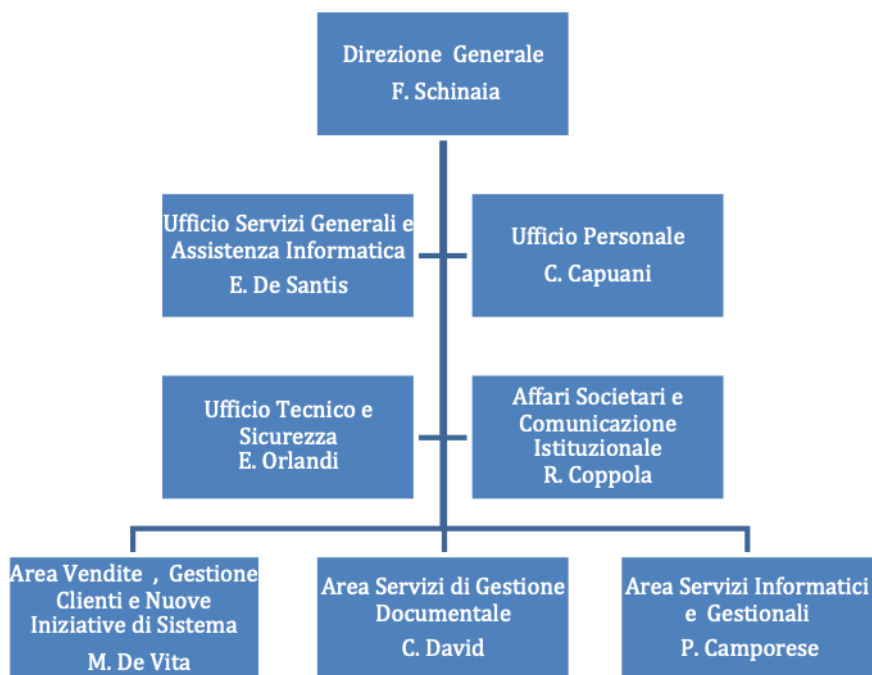 Direzione Generale
F. Schinaia
Ufficio Servizi Generali e
Assistenza Informatica
E. De Santis
Ufficio Personale
C. Capuani
Ufficio Tecnico e
Sicurezza
E. Orlandi
Affari Societari e
Comunicazione
Istituzionale
R. Coppola
Area Vendite , Gestione
Clienti e Nuove
Iniziative di Sistema
M. De Vita
Area Servizi di Gestione
Documentale
C. David
Area Servizi Informatici
e Gestionali
P. Camporese